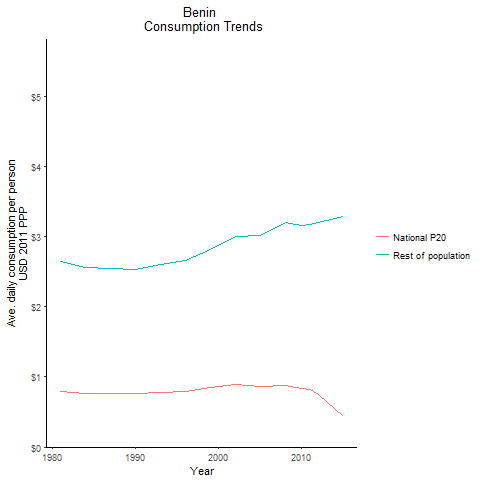 Benin
Consumption Trends
Ave. daily consumption per person
USD 2011 PPP
$5
$4
$3
$2
$1
$0
1980 1990 2000 2010
Year
National P20
Rest of population